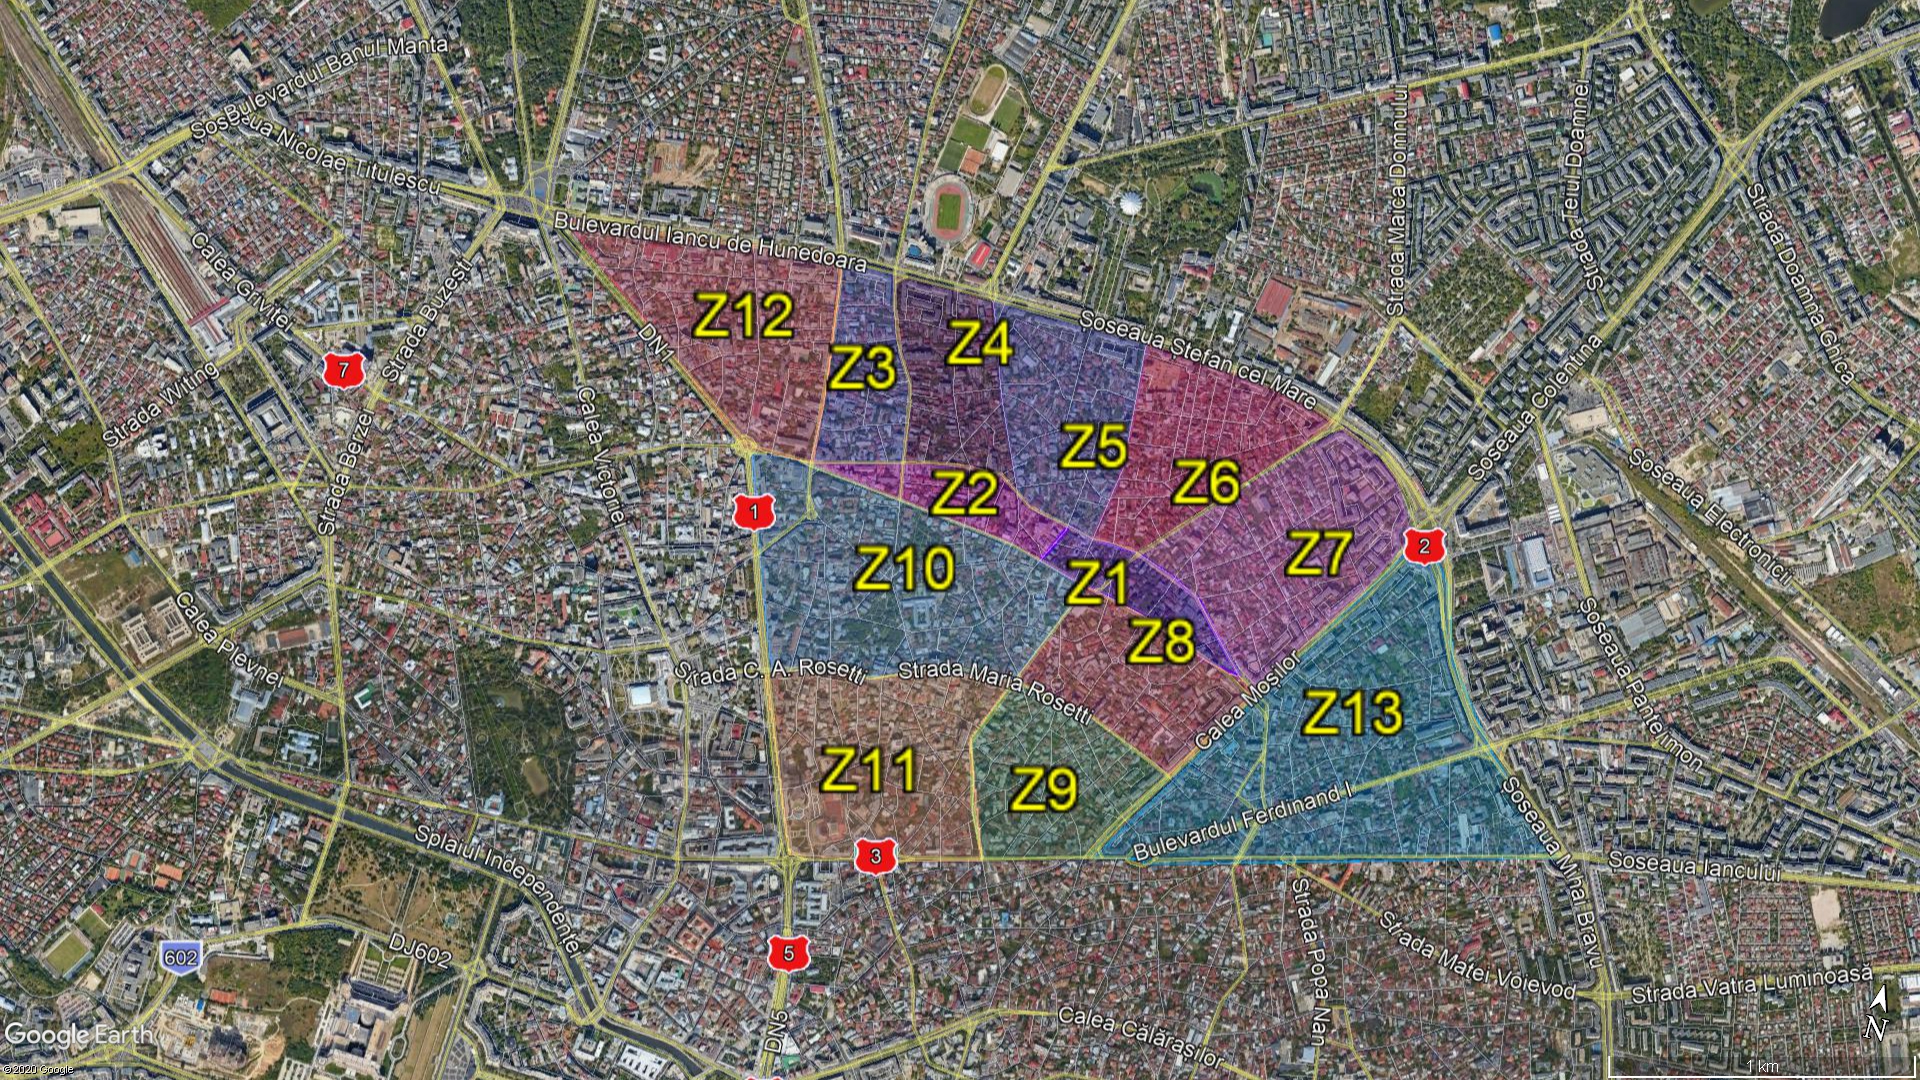 Bulevardul Banul Manta
Șoseaua Nicolae Titulescu
Strada Maica Domnului
Strada Teiul Doamnei
Strada Doamna Ghica
Calea Griviței
Strada Buzești
Bulevardul Iancu de Hunedoara
Z12
Z3
Z4
Șoseaua Ștefan cel Mare
DN1
7
Strada Witing
Strada Berzei
Calea Victoriei
Z5
Z6
Șoseaua Colentina
Șoseaua Electronicii
Z2
1
Z10
Z1
Z7
2
Z8
Calea Plevnei
Strada C. A. Rosetti
Strada Maria Rosetti
Calea Moșilor
Z13
Șoseaua Pantelimon
Z11
Z9
Bulevardul Ferdinand I
Șoseaua Mihai Bravu
3
Splaiul Independenței
Șoseaua Iancului
5
602
DJ602
Strada Popa Nan
Strada Matei Voievod
Strada Vatra Luminoasă
DN5
Calea Călărașilor
N
Google Earth
©2020 Google
1 km